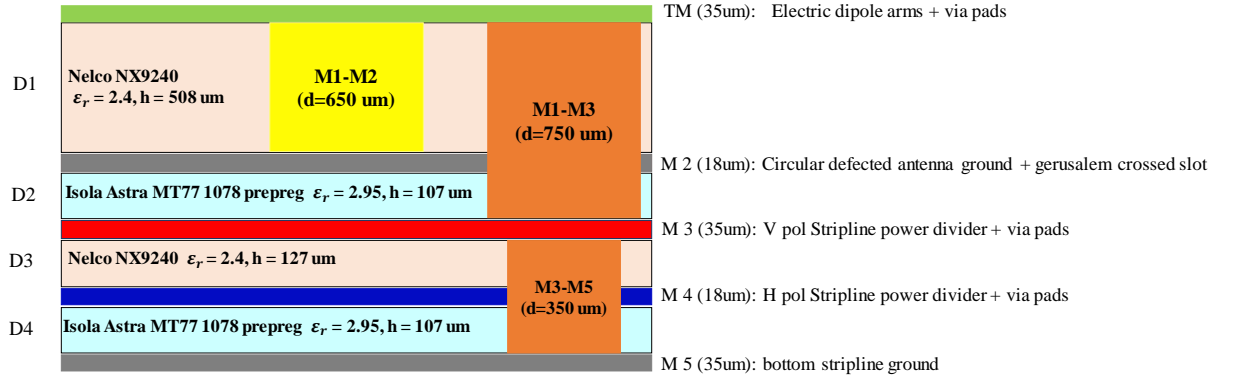 TM (35um): Electric dipole arms + via pads
D1
Nelco NX9240
εᵣ = 2.4, h = 508 um
M1-M2
(d=650 um)
M1-M3
(d=750 um)
M 2 (18um): Circular defected antenna ground + gerusalem crossed slot
D2
Isola Astra MT77 1078 prepreg εᵣ = 2.95, h = 107 um
M 3 (35um): V pol Stripline power divider + via pads
D3
Nelco NX9240 εᵣ = 2.4, h = 127 um
M3-M5
(d=350 um)
M 4 (18um): H pol Stripline power divider + via pads
D4
Isola Astra MT77 1078 prepreg εᵣ = 2.95, h = 107 um
M 5 (35um): bottom stripline ground